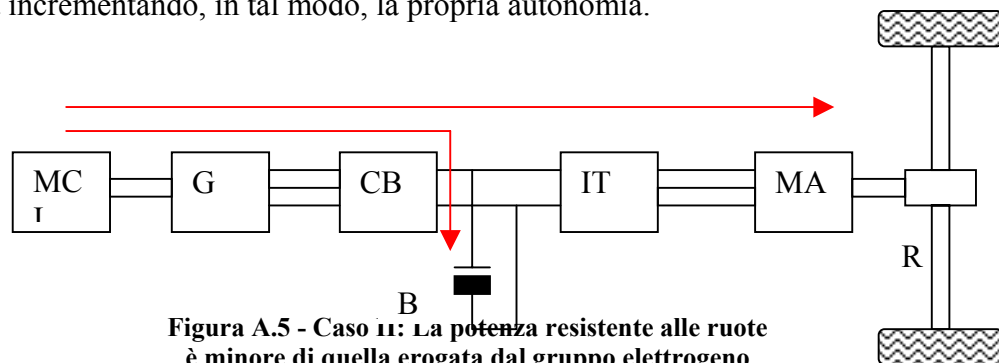 incrementando, in tal modo, la propria autonomia.
MC
I
G
CB
IT
MA
R
B
Figura A.5 - Caso II: La potenza resistente alle ruote
è minore di quella erogata dal gruppo elettrogeno